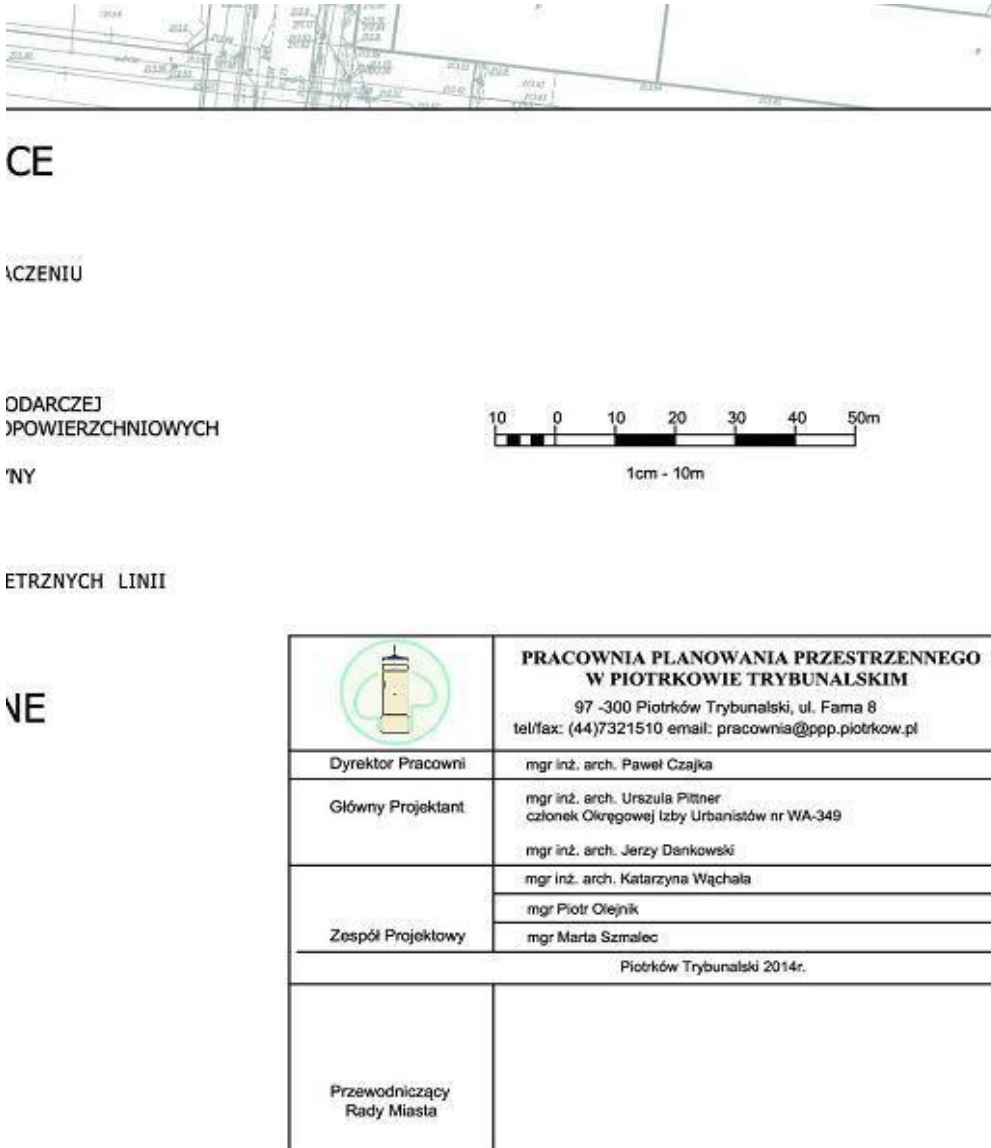 CE
ACZENIU
ODARCZEJ
OPOWIERZCHNIOWYCH
YNY
10 0 10 20 30 40 50m
1cm - 10m
ETRZNYCH LINII
NE
PRACOWNIA PLANOWANIA PRZESTRZENNEGO
W PIOTRKOWIE TRYBUNALSKIM
97 -300 Piotrków Trybunalski, ul. Farna 8
tel/fax: (44)7321510 email: pracownia@ppp.piotrkow.pl
Dyrektor Pracowni
mgr inż. arch. Paweł Czajka
Główny Projektant
mgr inż. arch. Urszula Pittner
członek Okręgowej Izby Urbanistów nr WA-349
mgr inż. arch. Jerzy Dankowski
Zespół Projektowy
mgr inż. arch. Katarzyna Wąchała
mgr Piotr Olejnik
mgr Marta Szmalec
Piotrków Trybunalski 2014r.
Przewodniczący
Rady Miasta